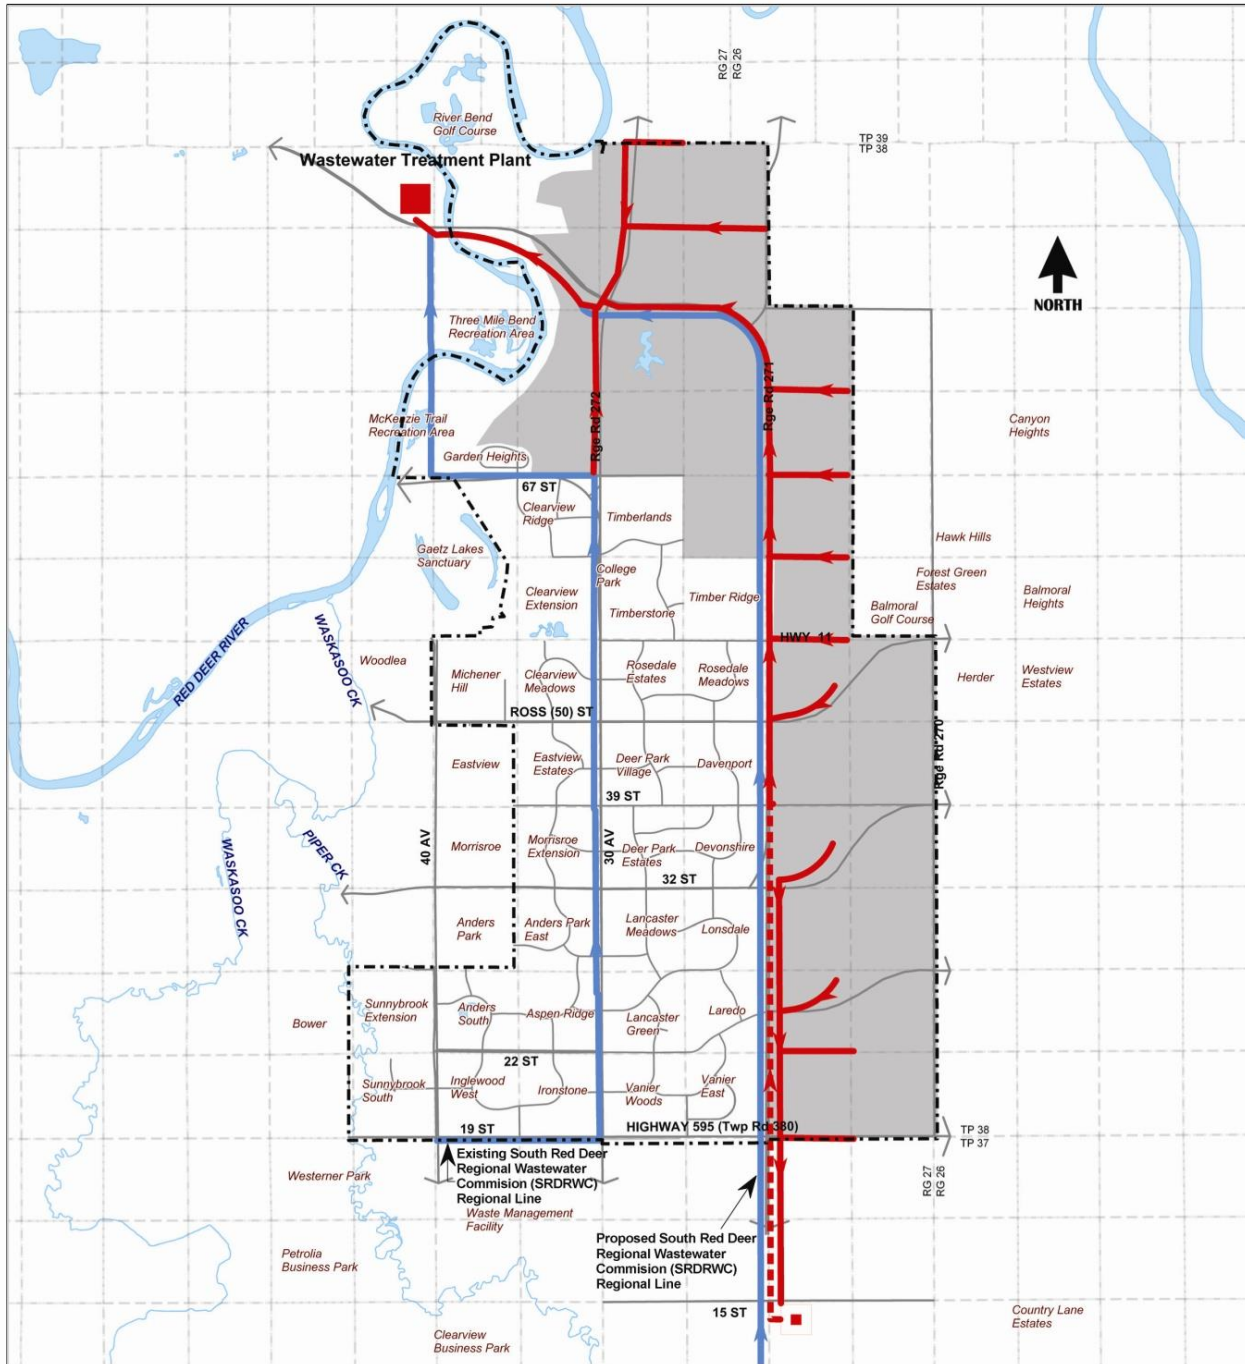 RG 27
RG 26
River Bend
Golf Course
TP 39
TP 38
Wastewater Treatment Plant
NORTH
Three Mile Bend
Recreation Area
Rge Rd 271
Rge Rd 272
McKenzie Trail
Recreation Area
Canyon
Heights
Garden Heights
67 ST
Clearview
Ridge
Timberlands
Hawk Hills
Gaetz Lakes
Sanctuary
College
Park
Forest Green
Estates
Balmoral
Heights
Clearview
Extension
Timberstone
Timber Ridge
Balmoral
Golf Course
HWY 11
WASKASOO CK
RED DEER RIVER
Woodlea
Michener
Hill
Clearview
Meadows
Rosedale
Estates
Rosedale
Meadows
Herder
Westview
Estates
ROSS (50) ST
Rge Rd 270
Eastview
Eastview
Estates
Deer Park
Village
Davenport
39 ST
WASKASOO CK
PIPER CK
40 AV
Morrisroe
Morrisroe
Extension
30 AV
Deer Park
Estates
Devonshire
32 ST
Anders
Park
Anders Park
East
Lancaster
Meadows
Lonsdale
Sunnybrook
Extension
Bower
Anders
South
Aspen Ridge
Lancaster
Green
Laredo
22 ST
Sunnybrook
South
Inglewood
West
Ironstone
Vanier
Woods
Vanier
East
19 ST
HIGHWAY 595 (Twp Rd 380)
TP 38
TP 37
Existing South Red Deer
Regional Wastewater
Commision (SRDRWC)
Regional Line
RG 27
RG 26
Westerner Park
Waste Management
Facility
Proposed South Red Deer
Regional Wastewater
Commision (SRDRWC)
Regional Line
Petrolia
Business Park
15 ST
Country Lane
Estates
Clearview
Business Park